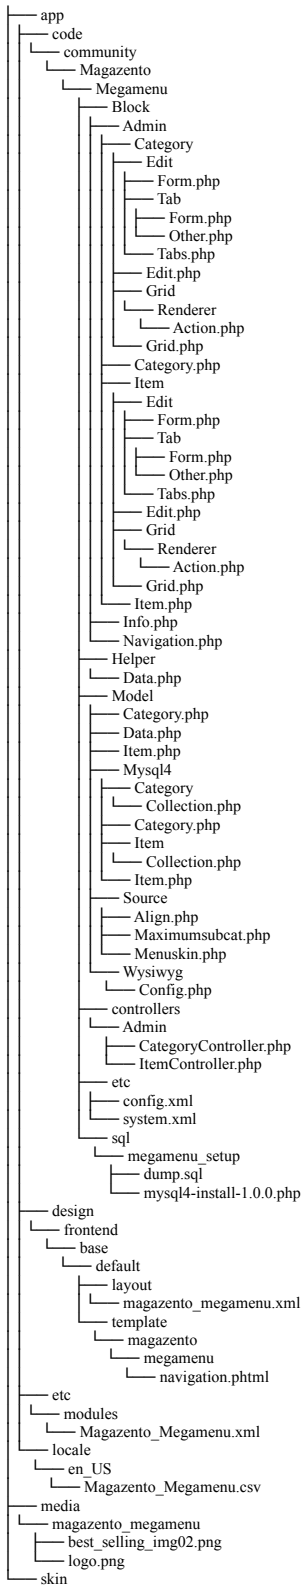 app
code
community
Magazento
Megamenu
Block
Admin
Category
Edit
Form.php
Tab
Form.php
Other.php
Tabs.php
Edit.php
Grid
Renderer
Action.php
Grid.php
Category.php
Item
Edit
Form.php
Tab
Form.php
Other.php
Tabs.php
Edit.php
Grid
Renderer
Action.php
Grid.php
Item.php
Info.php
Navigation.php
Helper
Data.php
Model
Category.php
Data.php
Item.php
Mysql4
Category
Collection.php
Category.php
Item
Collection.php
Item.php
Source
Align.php
Maximumsubcat.php
Menuskin.php
Wysiwyg
Config.php
controllers
Admin
CategoryController.php
ItemController.php
etc
config.xml
system.xml
sql
megamenu_setup
dump.sql
mysql4-install-1.0.0.php
design
frontend
base
default
layout
magazento_megamenu.xml
template
magazento
megamenu
navigation.phtml
etc
modules
Magazento_Megamenu.xml
locale
en_US
Magazento_Megamenu.csv
media
magazento_megamenu
best_selling_img02.png
logo.png
skin